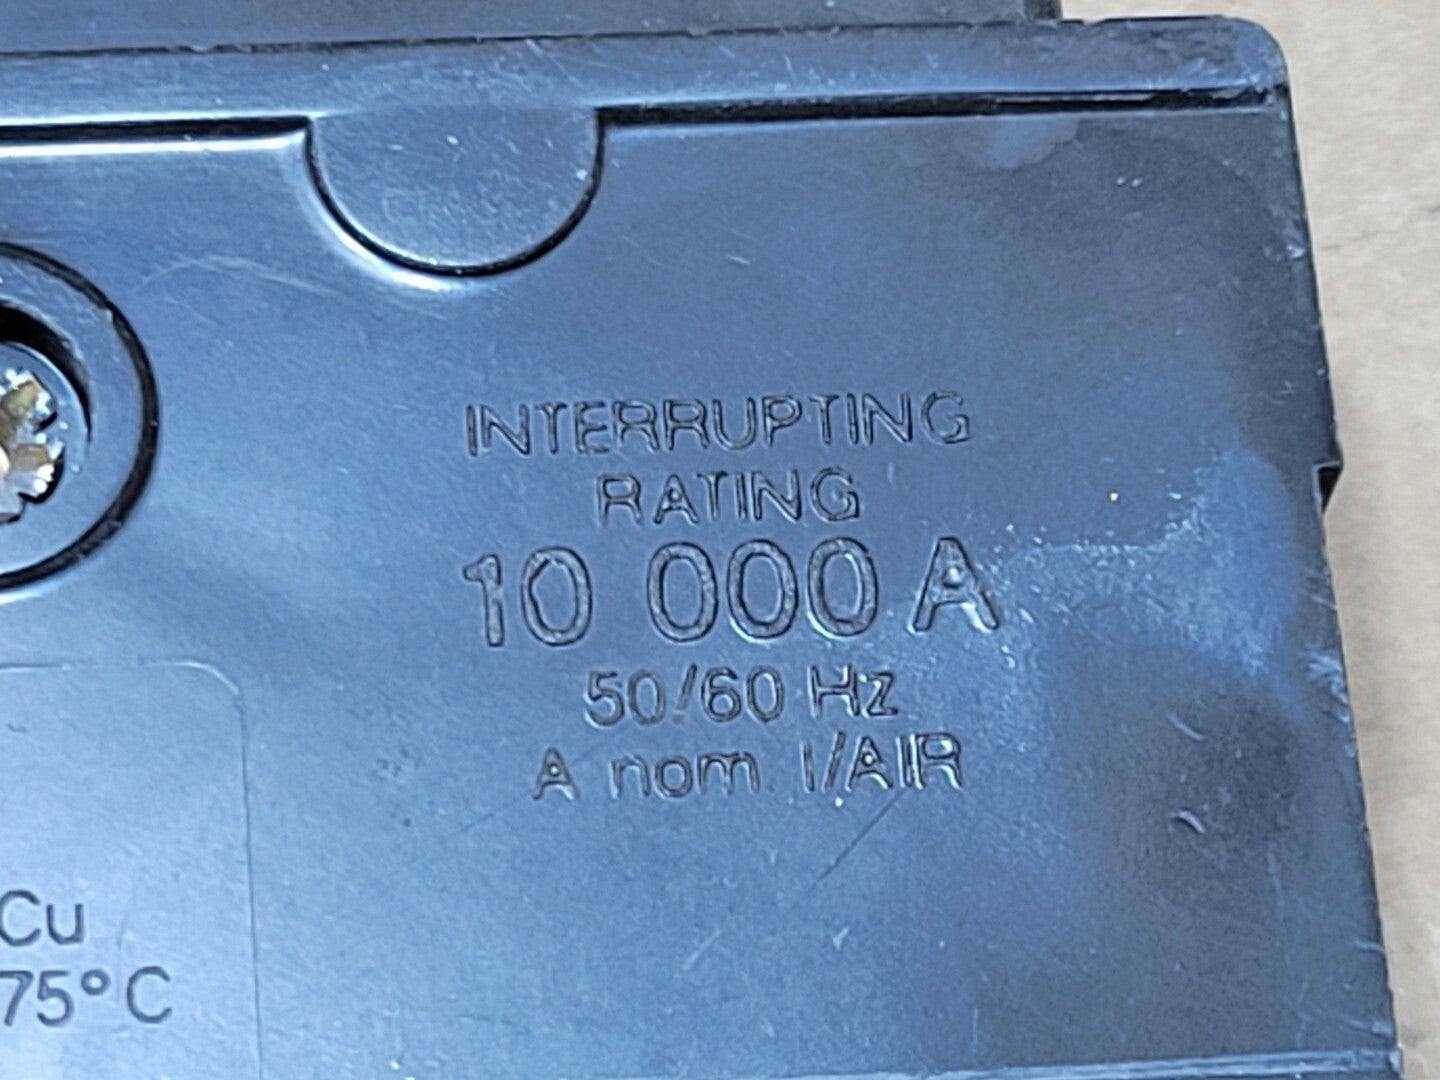 INTERRUPTING
RATING
10 000 A
50/60 Hz
A nom I/AIR
Cu
75°C